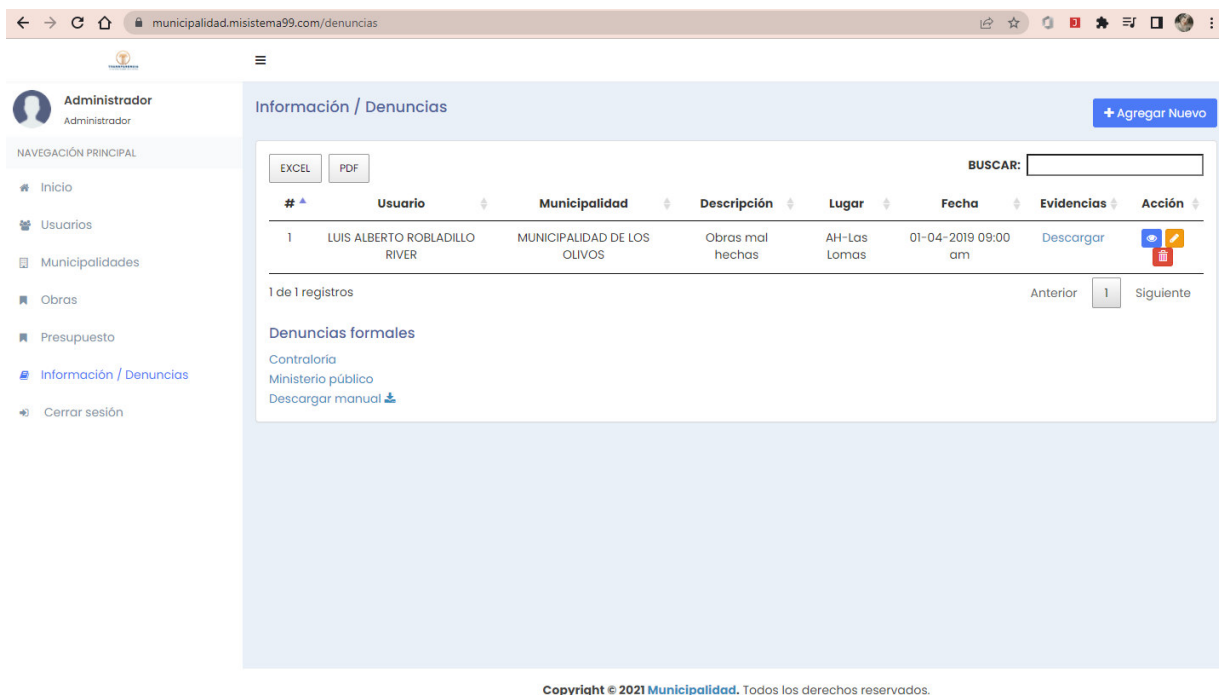 municipalidad.misistema99.com/denuncias
Administrador
Administrador
NAVEGACIÓN PRINCIPAL
Inicio
Usuarios
Municipalidades
Obras
Presupuesto
Información / Denuncias
Cerrar sesión
Información / Denuncias
Agregar Nuevo
EXCEL PDF BUSCAR:
# Usuario Municipalidad Descripción Lugar Fecha Evidencias Acción
1 LUIS ALBERTO ROBLADILLO MUNICIPALIDAD DE LOS Obras mal AH-Las 01-04-2019 09:00 Descargar
RIVER OLIVOS hechas Lomas am
1 de 1 registros Anterior 1 Siguiente
Denuncias formales
Contraloría
Ministerio público
Descargar manual
Copyright © 2021 Municipalidad. Todos los derechos reservados.